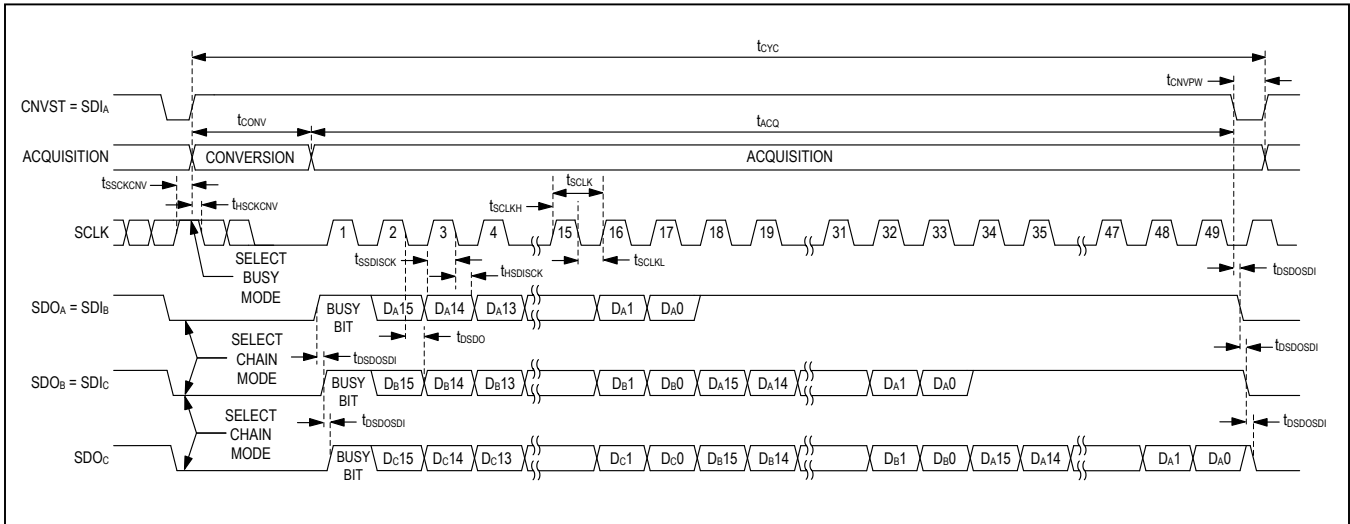 tCYC
tCNVPW
CNVST = SDIA
tCONV
tACQ
ACQUISITION
CONVERSION
ACQUISITION
tSSCKCNV
tHSCKCNV
tSCLK
tSCLKH
SCLK
1 2 3 4 15 16 17 18 19 31 32 33 34 35 47 48 49
tSCLKL
SELECT
BUSY
MODE
tSSDISCK
tHSDISCK
tDSDOSDI
SDOA = SDIB
BUSY
BIT
DA15 DA14 DA13 DA1 DA0
SELECT
CHAIN
MODE
tDSDO
tDSDOSDI
tDSDOSDI
SDOB = SDIC
BUSY
BIT
DB15 DB14 DB13 DB1 DB0 DA15 DA14 DA1 DA0
SELECT
CHAIN
MODE
tDSDOSDI
tDSDOSDI
SDOC
BUSY
BIT
DC15 DC14 DC13 DC1 DC0 DB15 DB14 DB1 DB0 DA15 DA14 DA1 DA0